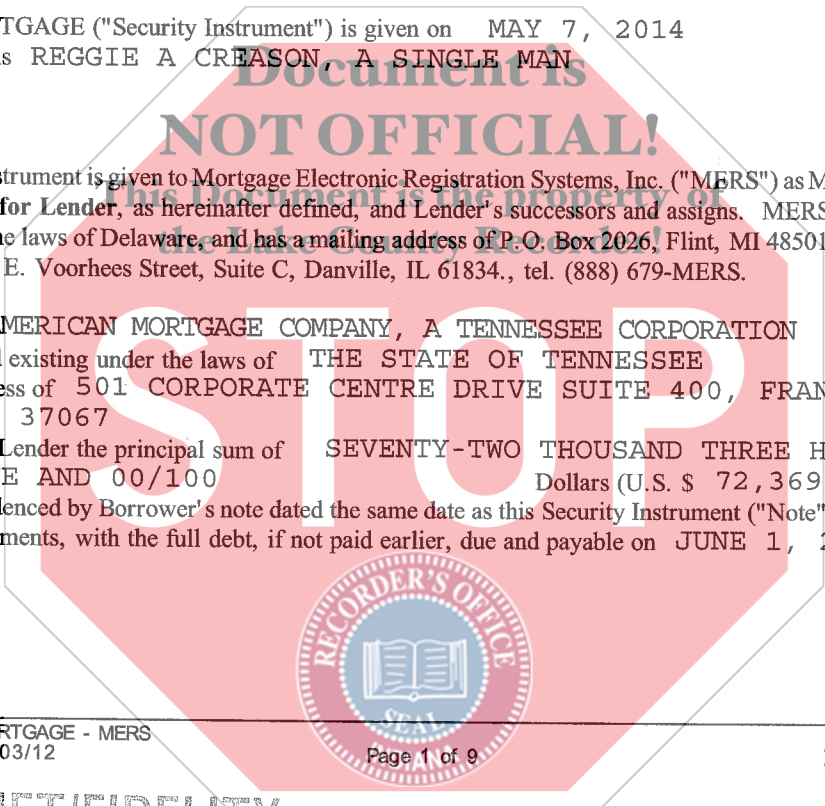 TGAGE ("Security Instrument") is given on MAY 7, 2014
s REGGIE A CREASON, A SINGLE MAN
Document is
NOT OFFICIAL!
strument is given to Mortgage Electronic Registration Systems, Inc. ("MERS") as M
This Document is the property of
for Lender, as hereinafter defined, and Lender's successors and assigns. MERS
the Lake County Recorder!
e laws of Delaware, and has a mailing address of P.O. Box 2026, Flint, MI 48501
E. Voorhees Street, Suite C, Danville, IL 61834., tel. (888) 679-MERS.
STOP
MERICAN MORTGAGE COMPANY, A TENNESSEE CORPORATION
existing under the laws of THE STATE OF TENNESSEE
ess of 501 CORPORATE CENTRE DRIVE SUITE 400, FRAN
37067
Lender the principal sum of SEVENTY-TWO THOUSAND THREE H
E AND 00/100 Dollars (U.S. $ 72,369
denced by Borrower's note dated the same date as this Security Instrument ("Note"
ments, with the full debt, if not paid earlier, due and payable on JUNE 1, 2
RECORDER'S OFFICE
SEAL
RTGAGE - MERS
03/12
Page 1 of 9